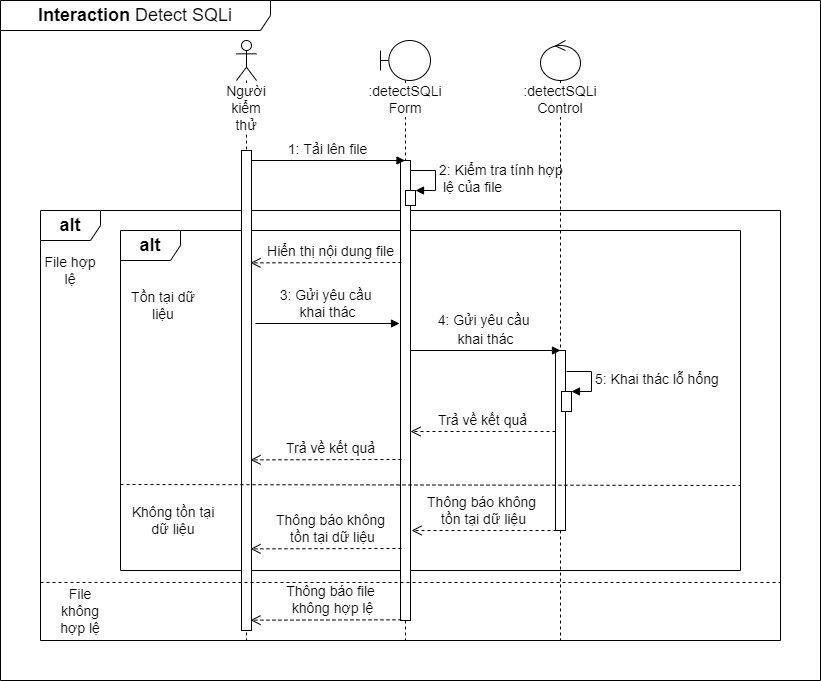 Interaction Detect SQLi
Người
kiểm
thử
:detectSQLi
Form
:detectSQLi
Control
1: Tải lên file
2: Kiểm tra tính hợp
lệ của file
alt
File hợp
lệ
alt
Hiển thị nội dung file
Tồn tại dữ
liệu
3: Gửi yêu cầu
khai thác
4: Gửi yêu cầu
khai thác
5: Khai thác lỗ hổng
Trả về kết quả
Trả về kết quả
Không tồn tại
dữ liệu
Thông báo không
tồn tại dữ liệu
Thông báo không
tồn tại dữ liệu
File
không
hợp lệ
Thông báo file
không hợp lệ